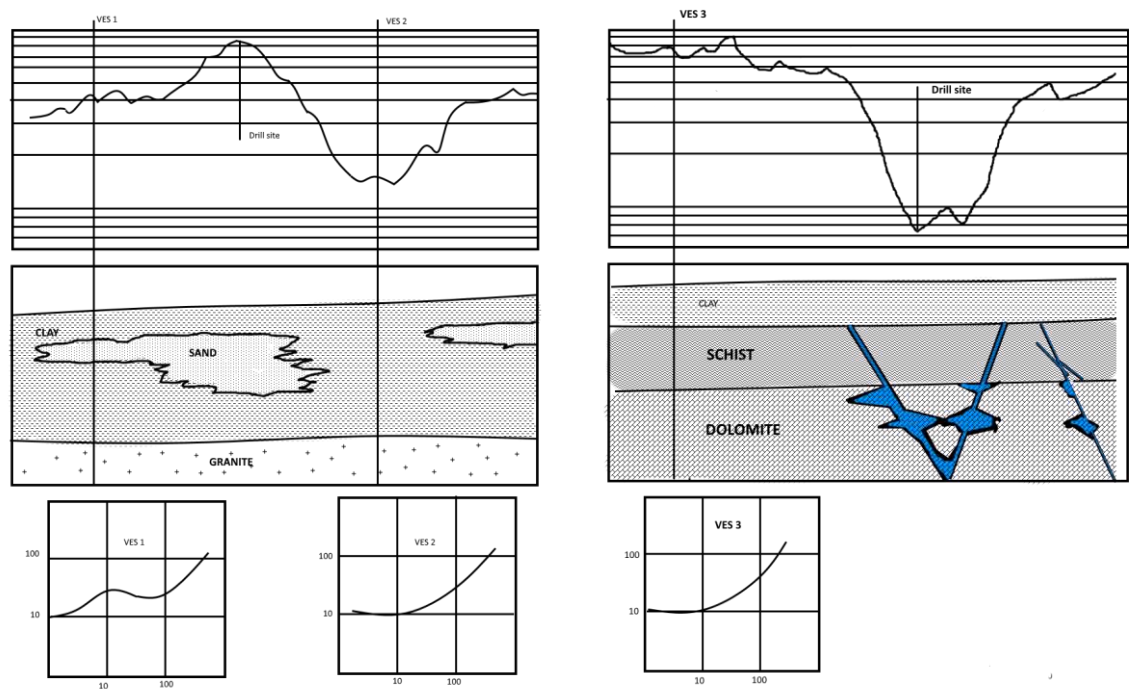 VES 1
VES 2
VES 3
Drill site
Drill site
CLAY
SAND
GRANITE
CLAY
SCHIST
DOLOMITE
VES 1
100
10
10
100
VES 2
100
10
10
100
VES 3
100
10
10
100